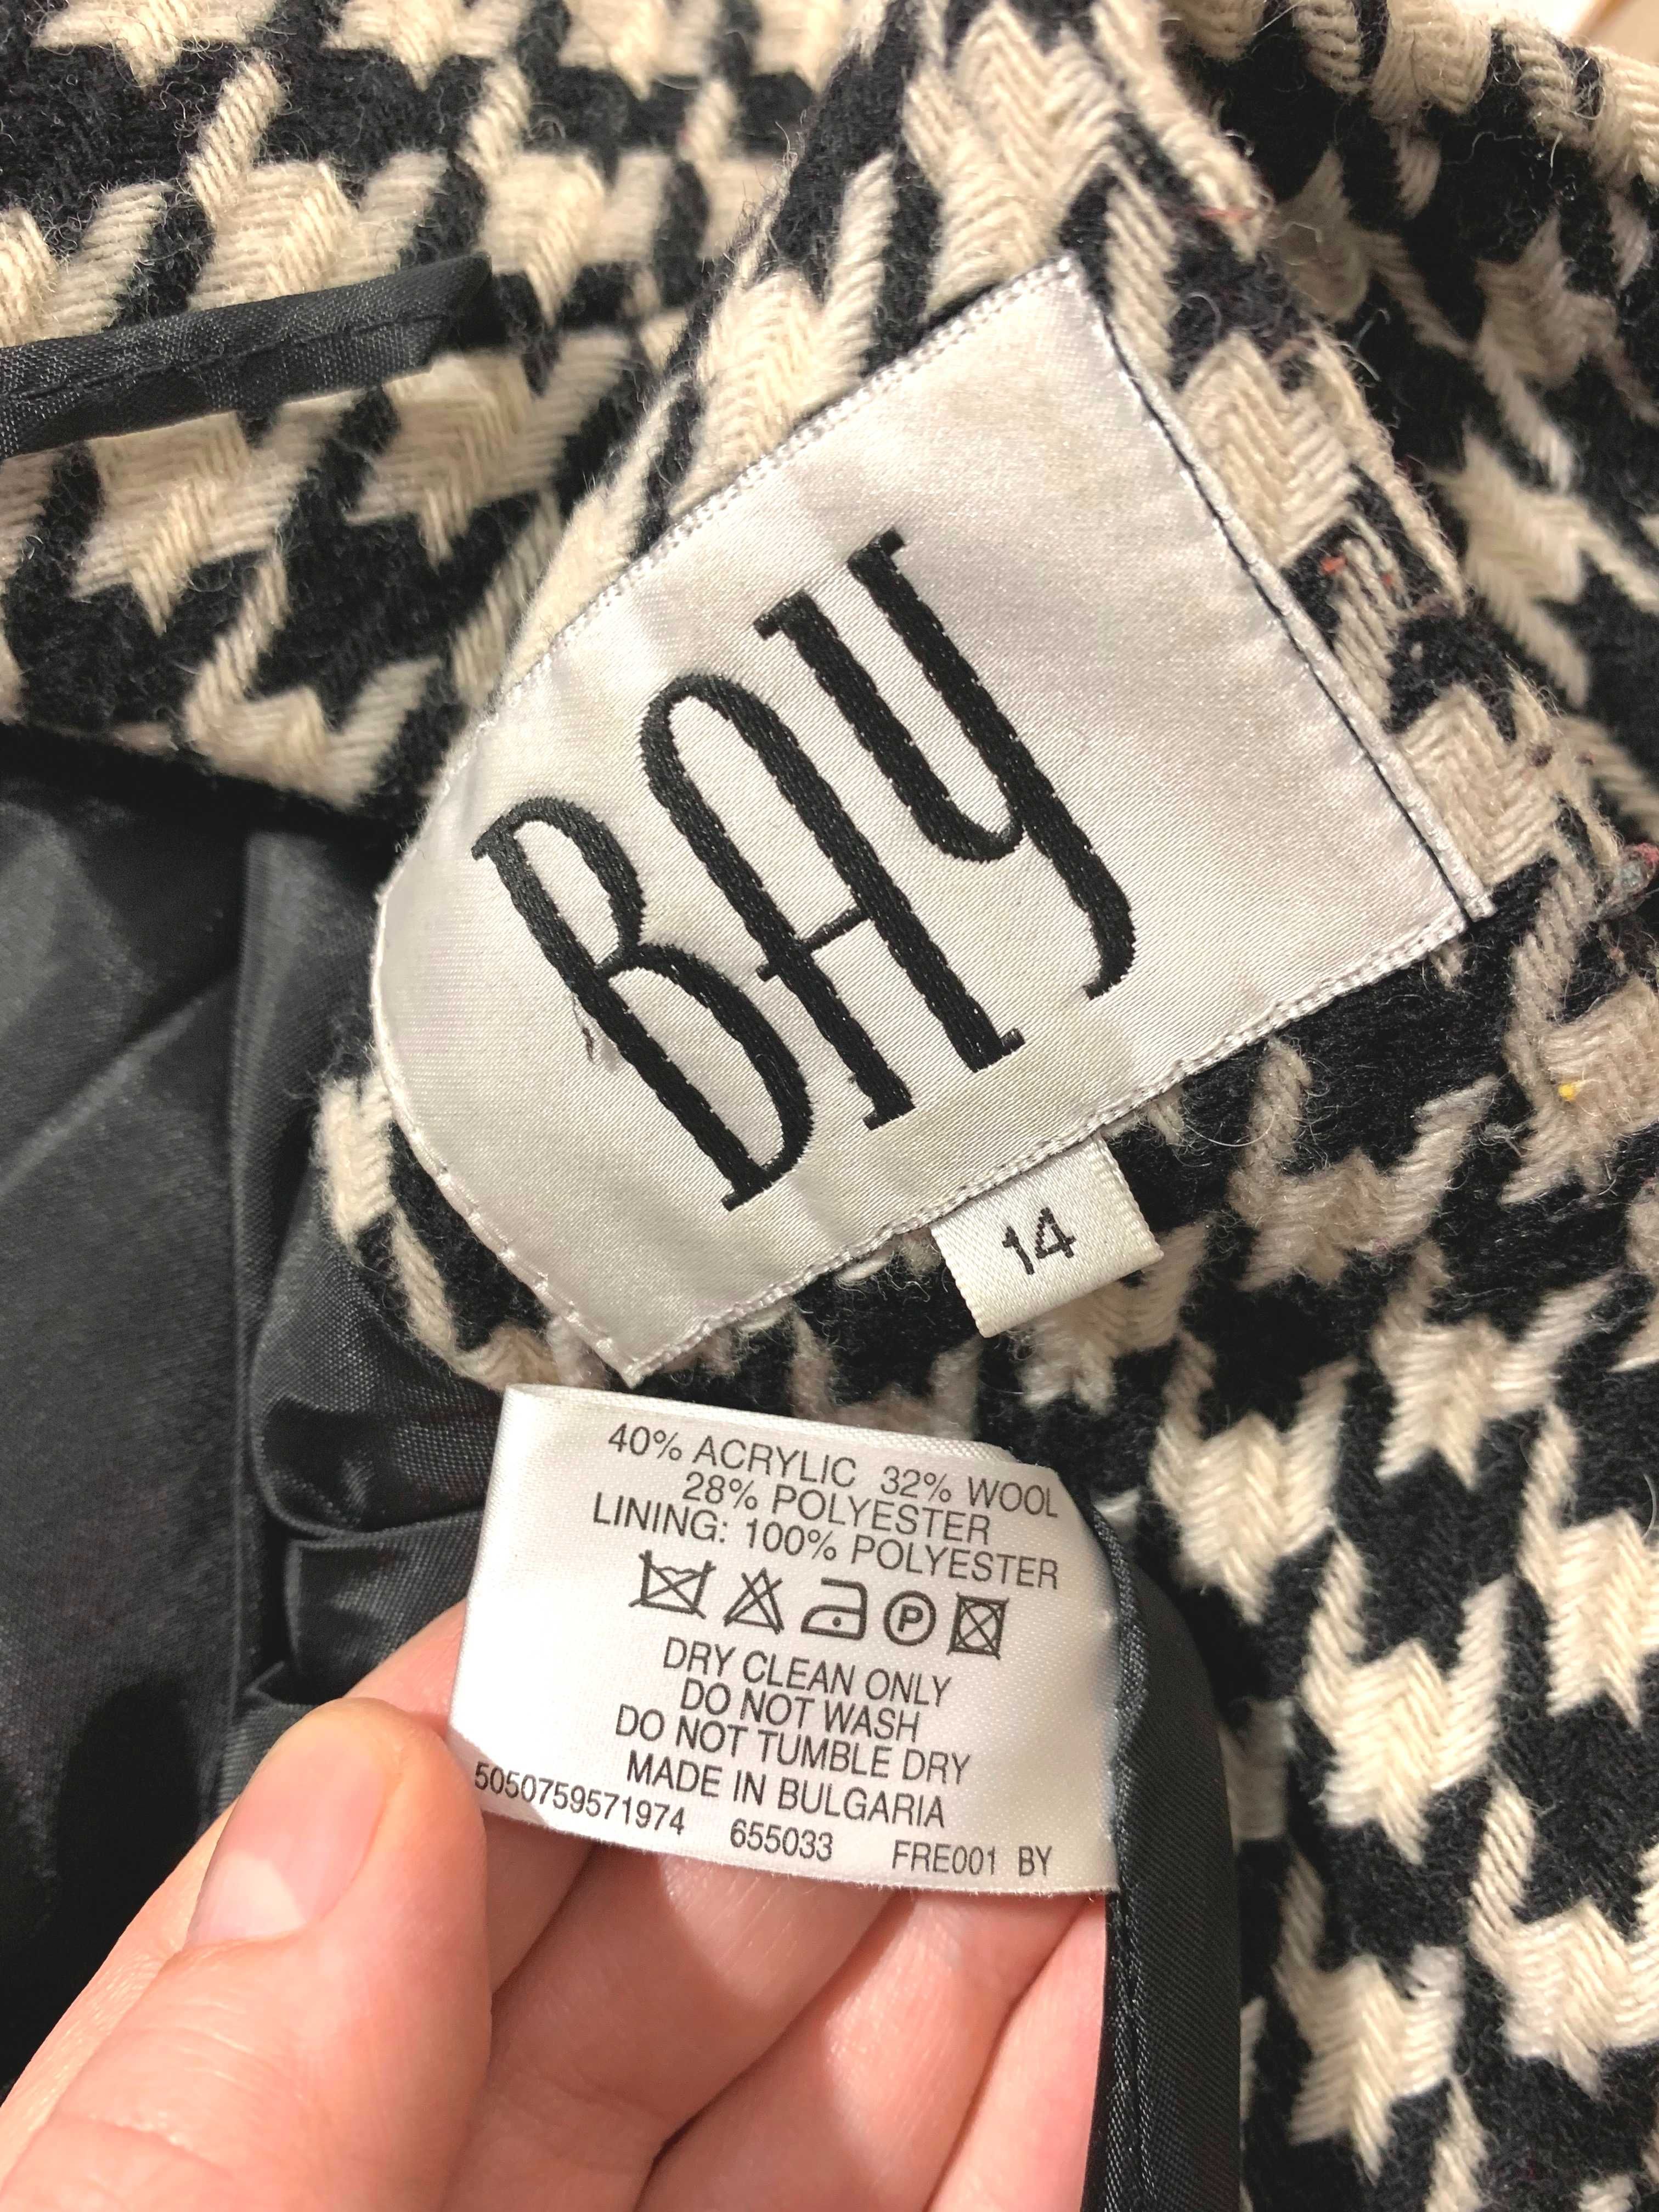 BAY
14
40% ACRYLIC 32% WOOL
28% POLYESTER
LINING: 100% POLYESTER
P
DRY CLEAN ONLY
DO NOT WASH
DO NOT TUMBLE DRY
MADE IN BULGARIA
5050759571974 655033 FRE001 BY